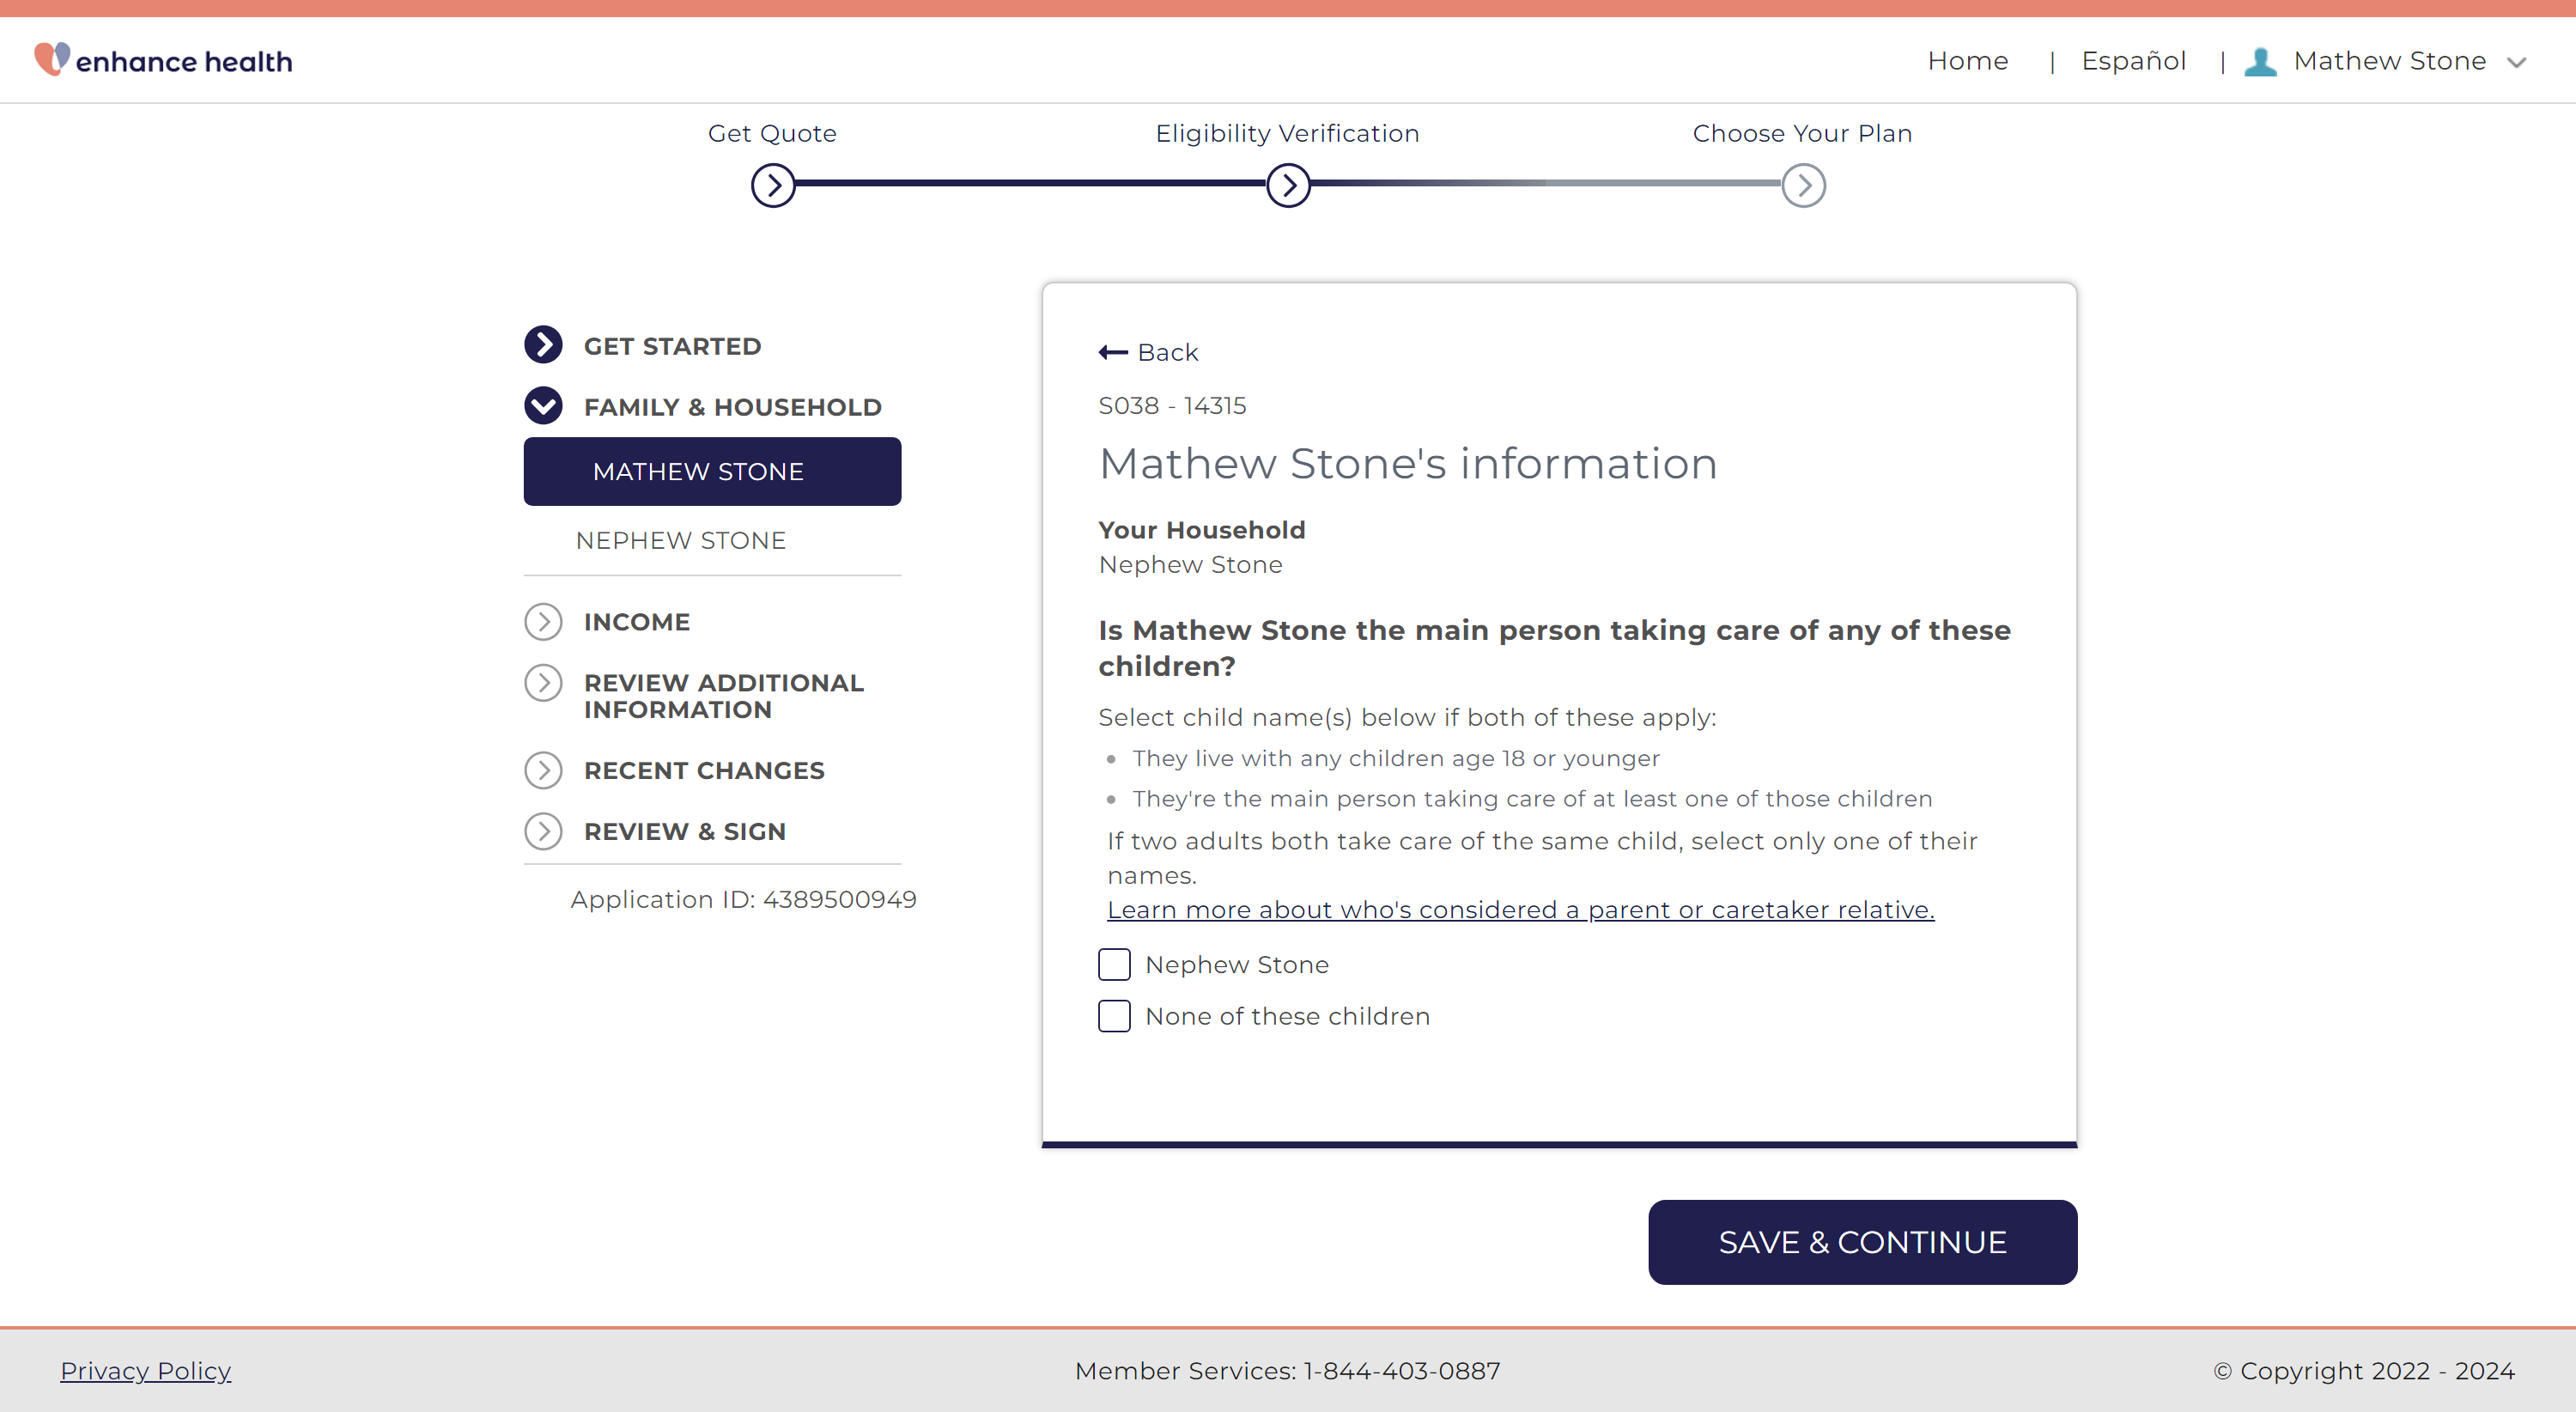 enhance health
Home | Español | Mathew Stone
Get Quote
Eligibility Verification
Choose Your Plan
GET STARTED
FAMILY & HOUSEHOLD
MATHEW STONE
NEPHEW STONE
INCOME
REVIEW ADDITIONAL
INFORMATION
RECENT CHANGES
REVIEW & SIGN
Application ID: 4389500949
Back
S038 - 14315
Mathew Stone's information
Your Household
Nephew Stone
Is Mathew Stone the main person taking care of any of these
children?
Select child name(s) below if both of these apply:
• They live with any children age 18 or younger
• They're the main person taking care of at least one of those children
If two adults both take care of the same child, select only one of their
names.
Learn more about who's considered a parent or caretaker relative.
Nephew Stone
None of these children
SAVE & CONTINUE
Privacy Policy
Member Services: 1-844-403-0887
© Copyright 2022 - 2024